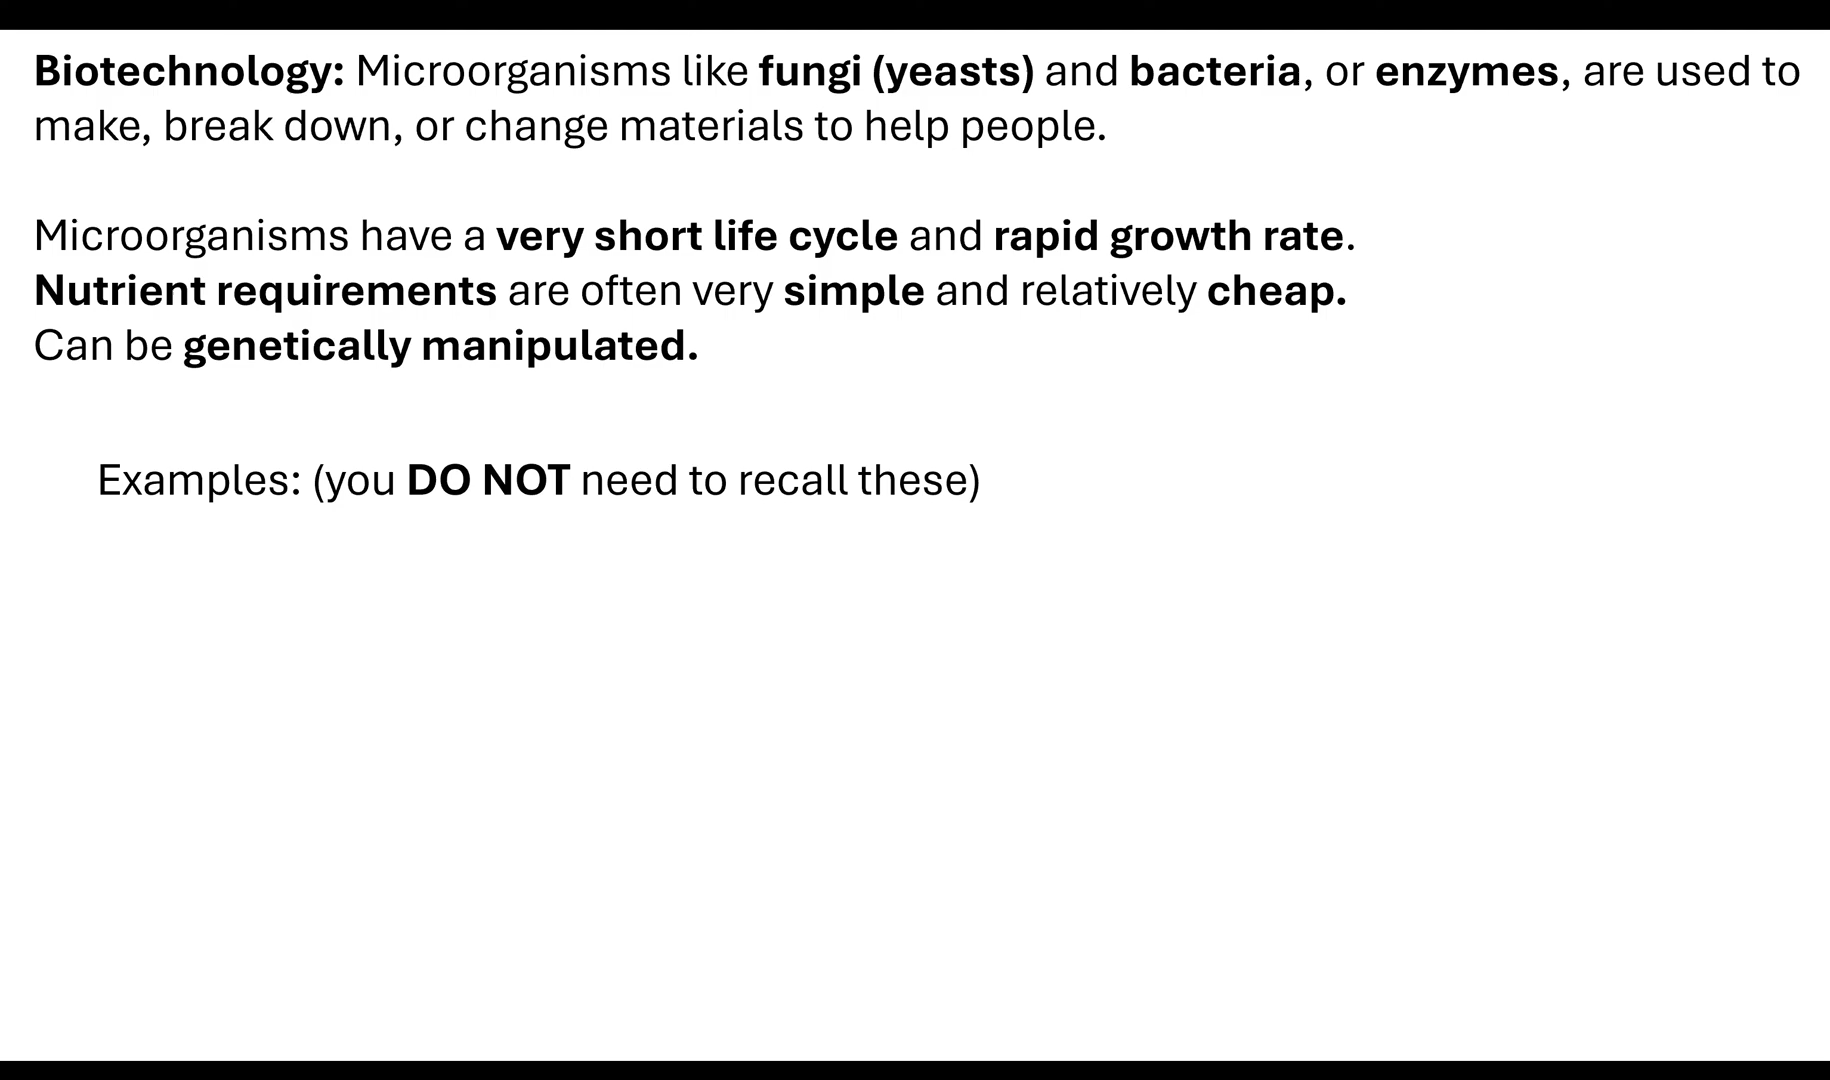 Biotechnology: Microorganisms like fungi (yeasts) and bacteria, or enzymes, are used to
make, break down, or change materials to help people.
Microorganisms have a very short life cycle and rapid growth rate.
Nutrient requirements are often very simple and relatively cheap.
Can be genetically manipulated.
Examples: (you DO NOT need to recall these)